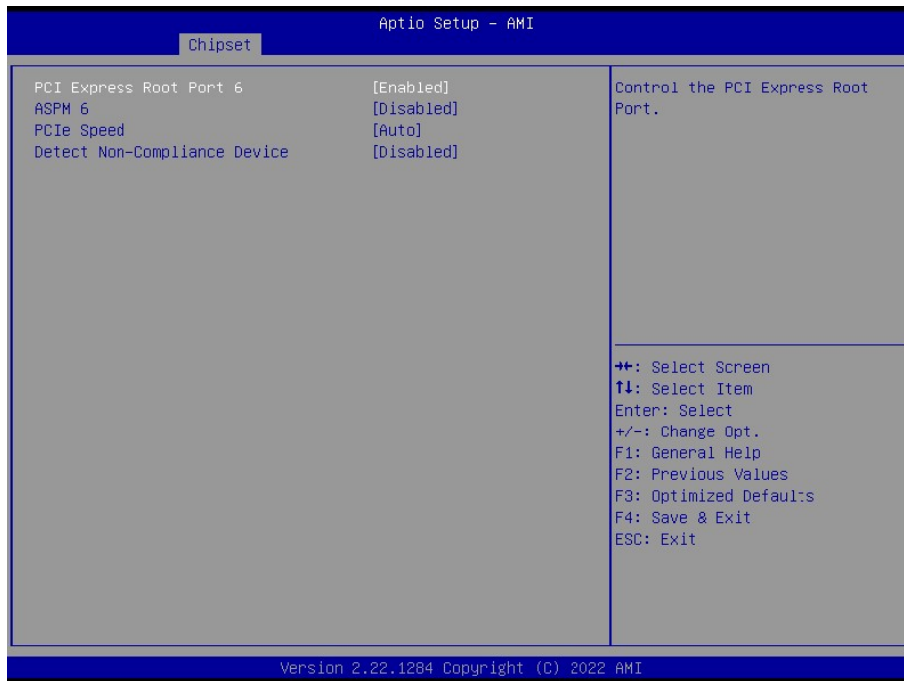 Aptio Setup – AMI
Chipset
PCI Express Root Port 6 [Enabled]
ASPM 6 [Disabled]
PCIe Speed [Auto]
Detect Non-Compliance Device [Disabled]
Control the PCI Express Root
Port.
→←: Select Screen
↑↓: Select Item
Enter: Select
+/-: Change Opt.
F1: General Help
F2: Previous Values
F3: Optimized Defaults
F4: Save & Exit
ESC: Exit
Version 2.22.1284 Copyright (C) 2022 AMI